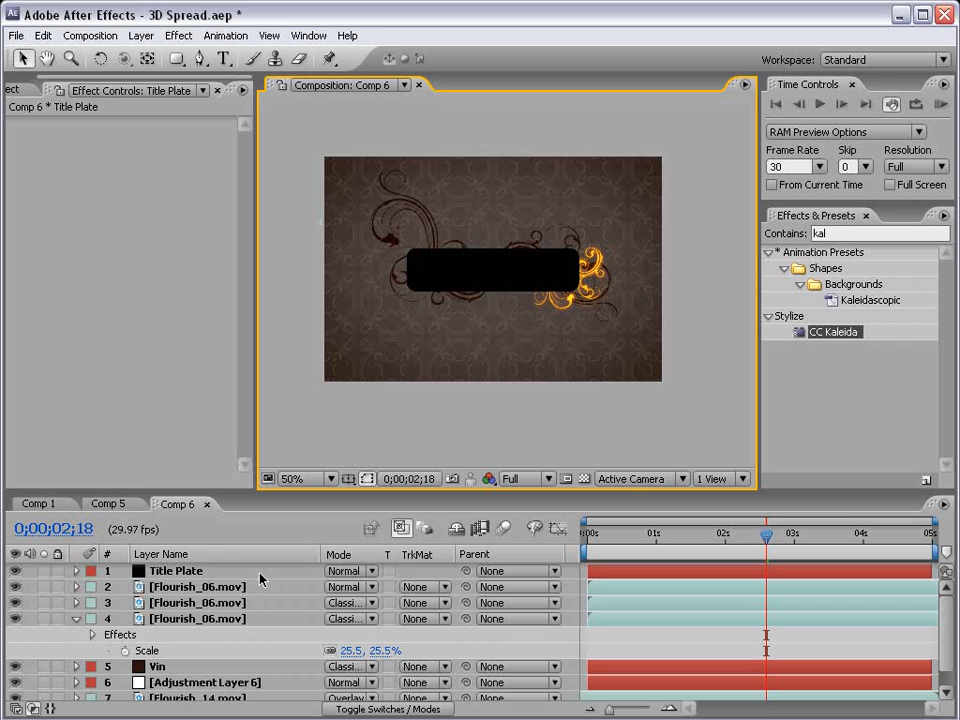 Adobe After Effects - 3D Spread.aep *
File Edit Composition Layer Effect Animation View Window Help
Workspace: Standard
ect Effect Controls: Title Plate
Comp 6 * Title Plate
Composition: Comp 6
Time Controls
RAM Preview Options
Frame Rate Skip Resolution
30 0 Full
From Current Time Full Screen
Effects & Presets
Contains: kal
* Animation Presets
Shapes
Backgrounds
Kaleidoscopic
Stylize
CC Kaleida
50% 0;00;02;18 Full Active Camera 1 View
Comp 1 Comp 5 Comp 6
0;00;02;18 (29.97 fps)
:00s 01s 02s 03s 04s 05s
# Layer Name Mode T TrkMat Parent
1 Title Plate Normal None
2 [Flourish_06.mov] Normal None None
3 [Flourish_06.mov] Classi... None None
4 [Flourish_06.mov] Classi... None None
Effects
Scale 25.5, 25.5%
5 Vin Classi... None None
6 [Adjustment Layer 6] Normal None None
7 [Flourish_14.mov] Overlay None None
Toggle Switches / Modes